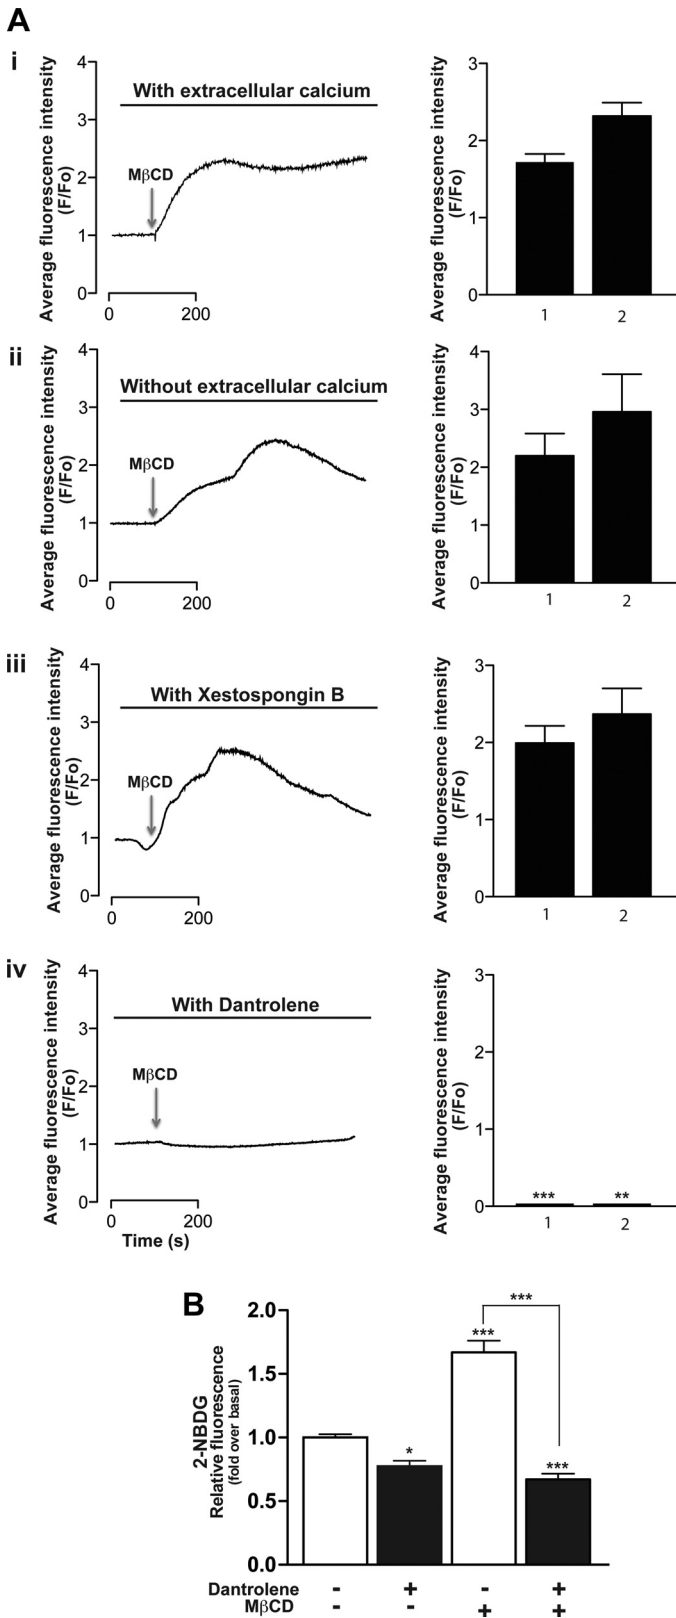 A
i
Average fluorescence intensity
(F/Fo)
4
3
2
1
0
With extracellular calcium
MβCD
0
200
Average fluorescence intensity
(F/Fo)
3
2
1
0
1
2
ii
Average fluorescence intensity
(F/Fo)
4
3
2
1
0
Without extracellular calcium
MβCD
0
200
Average fluorescence intensity
(F/Fo)
4
3
2
1
0
1
2
iii
Average fluorescence intensity
(F/Fo)
4
3
2
1
0
With Xestospongin B
MβCD
0
200
Average fluorescence intensity
(F/Fo)
3
2
1
0
1
2
iv
Average fluorescence intensity
(F/Fo)
4
3
2
1
0
With Dantrolene
MβCD
0
200
Time (s)
Average fluorescence intensity
(F/Fo)
3
2
1
0
***
**
1
2
B
2-NBDG
Relative fluorescence
(fold over basal)
2.0
1.5
1.0
0.5
0.0
*
***
***
***
Dantrolene - + - +
MβCD - - + +